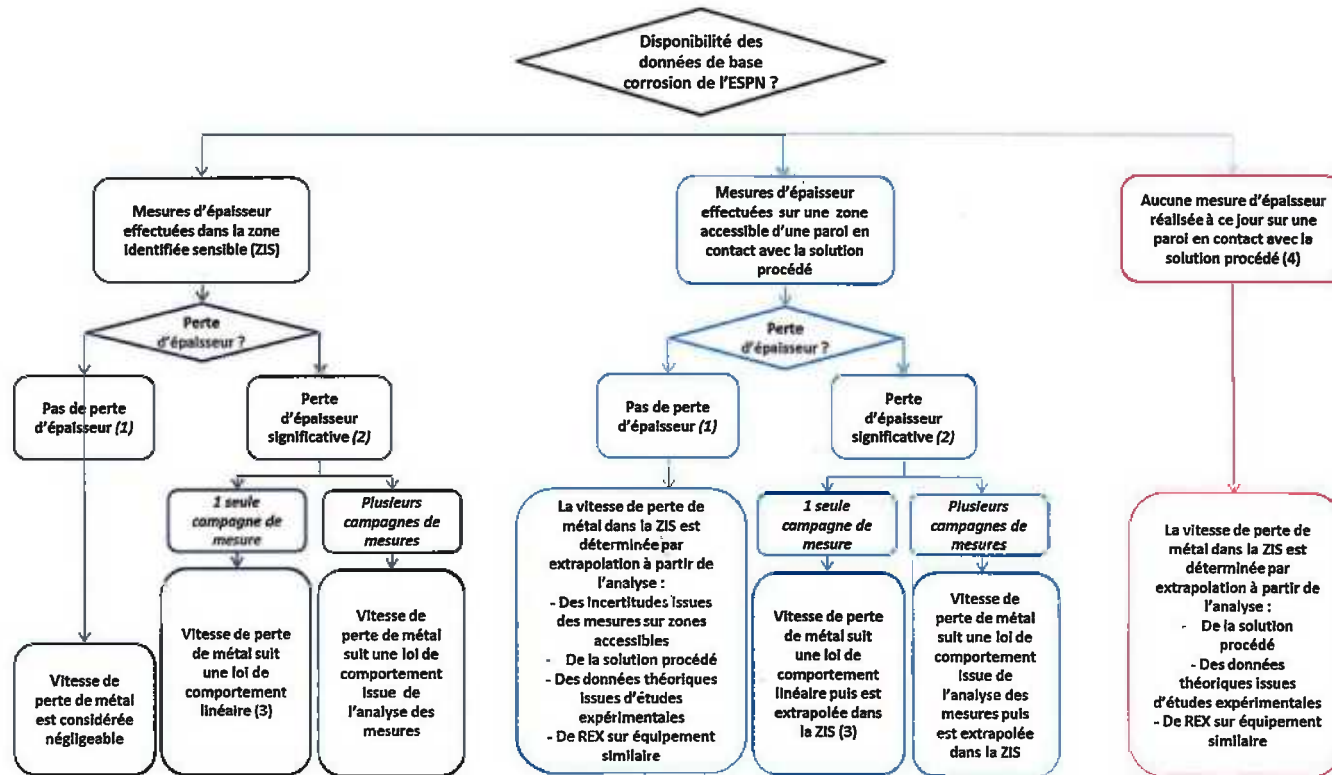 Disponibilité des
données de base
corrosion de l'ESPN ?
Mesures d'épaisseur
effectuées dans la zone
identifiée sensible (ZIS)
Perte
d'épaisseur ?
Pas de perte
d'épaisseur (1)
Perte
d'épaisseur
significative (2)
1 seule
campagne de
mesure
Plusieurs
campagnes de
mesures
Vitesse de
perte de métal
est considérée
négligeable
Vitesse de perte
de métal suit
une loi de
comportement
linéaire (3)
Vitesse de
perte de métal
suit une loi de
comportement
issue de
l'analyse des
mesures
Mesures d'épaisseur
effectuées sur une zone
accessible d'une paroi en
contact avec la solution
procédé
Perte
d'épaisseur ?
Pas de perte
d'épaisseur (1)
Perte
d'épaisseur
significative (2)
La vitesse de perte de
métal dans la ZIS est
déterminée par
extrapolation à partir de
l'analyse :
- Des incertitudes issues
des mesures sur zones
accessibles
- De la solution procédé
- Des données théoriques
issues d'études
expérimentales
- De REX sur équipement
similaire
1 seule
campagne de
mesure
Plusieurs
campagnes de
mesures
Vitesse de perte
de métal suit
une loi de
comportement
linéaire puis est
extrapolée dans
la ZIS (3)
Vitesse de
perte de métal
suit une loi de
comportement
issue de
l'analyse des
mesures puis
est extrapolée
dans la ZIS
Aucune mesure d'épaisseur
réalisée à ce jour sur une
paroi en contact avec la
solution procédé (4)
La vitesse de perte de
métal dans la ZIS est
déterminée par
extrapolation à partir de
l'analyse :
- De la solution
procédé
- Des données
théoriques issues
d'études expérimentales
- De REX sur équipement
similaire